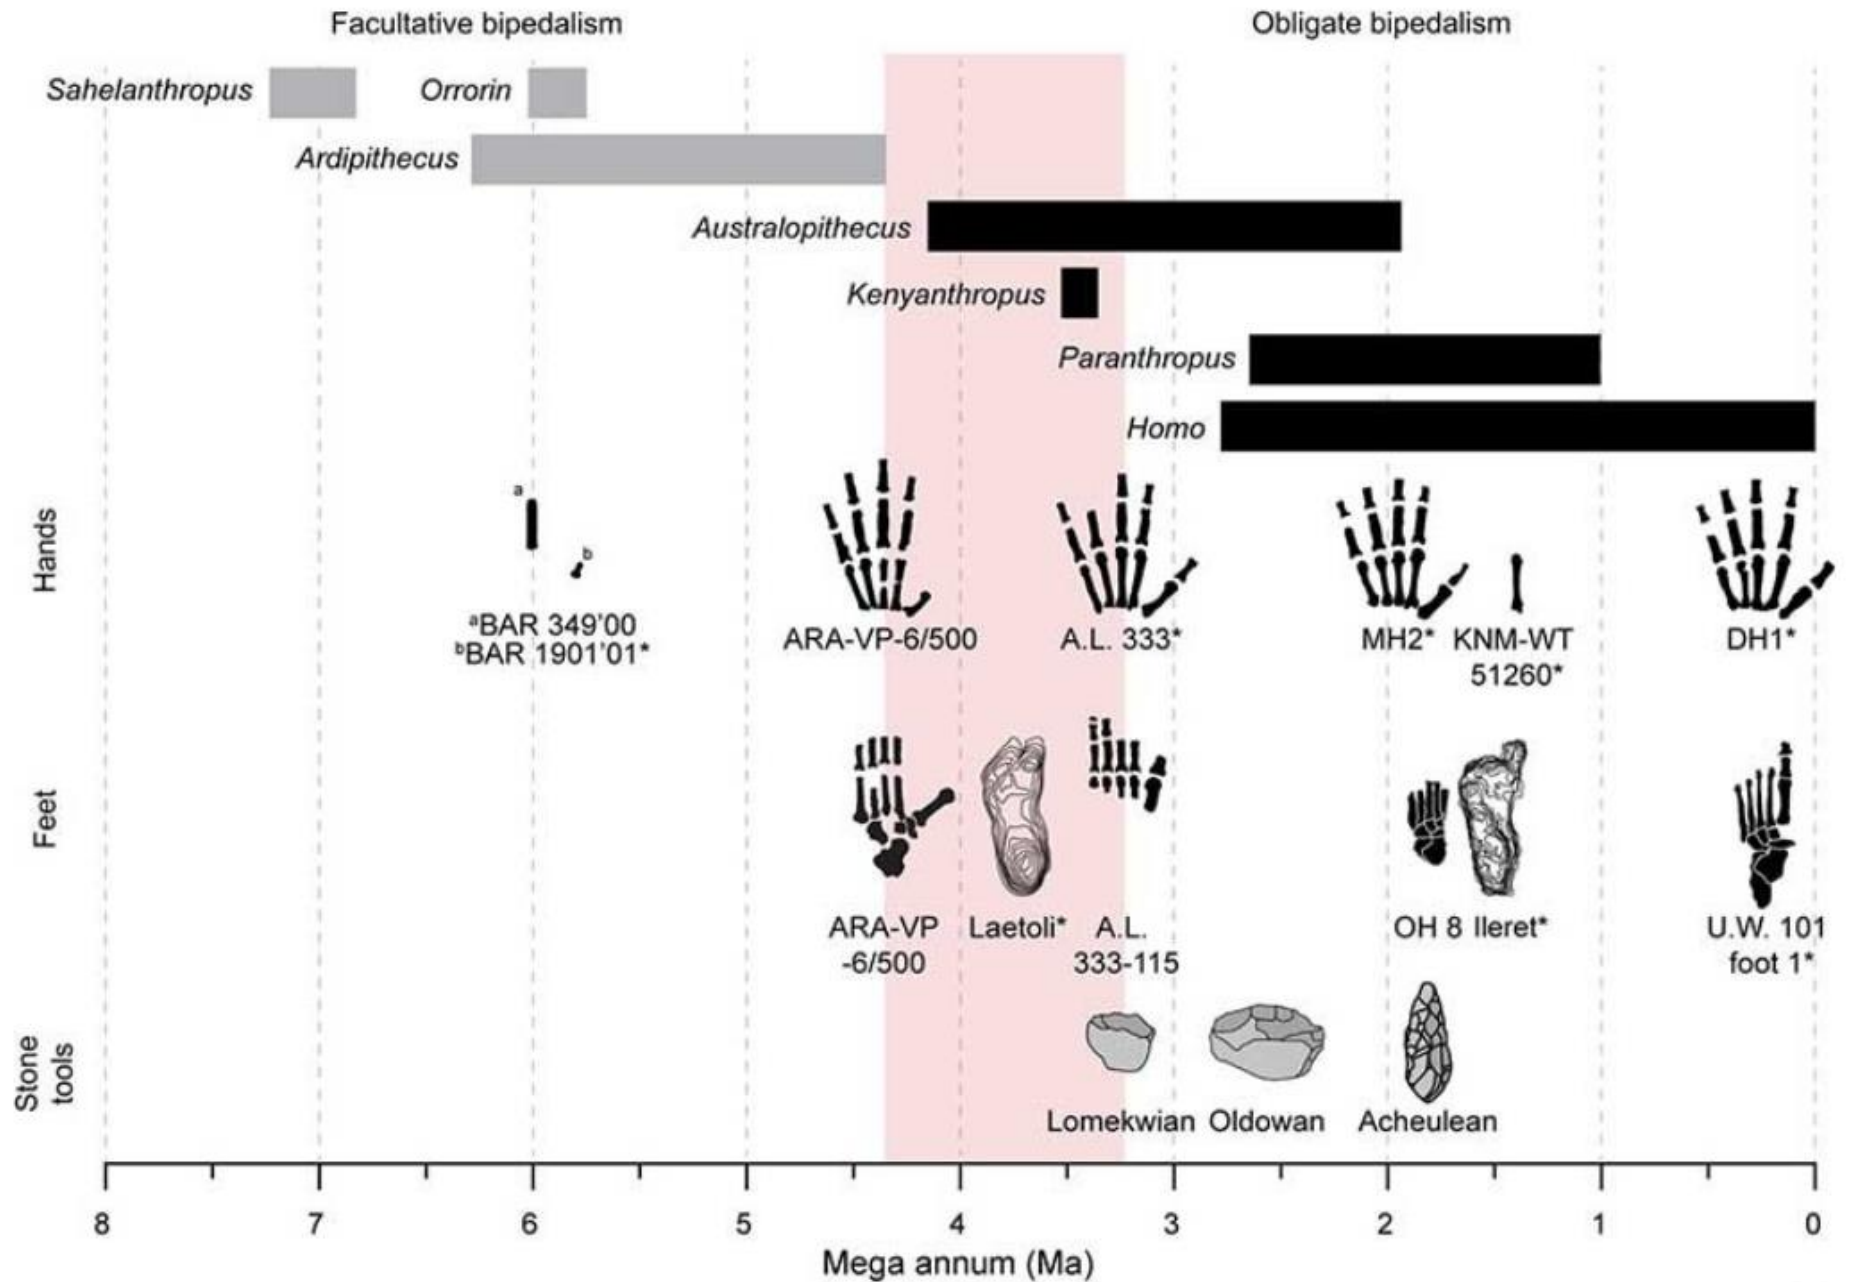 Facultative bipedalism
Obligate bipedalism
Sahelanthropus
Orrorin
Ardipithecus
Australopithecus
Kenyanthropus
Paranthropus
Homo
Hands
a
b
ᵃBAR 349'00
ᵇBAR 1901'01*
ARA-VP-6/500
A.L. 333*
MH2*
KNM-WT
51260*
DH1*
Feet
ARA-VP
-6/500
Laetoli*
A.L.
333-115
OH 8
Ileret*
U.W. 101
foot 1*
Stone
tools
Lomekwian
Oldowan
Acheulean
8
7
6
5
4
3
2
1
0
Mega annum (Ma)